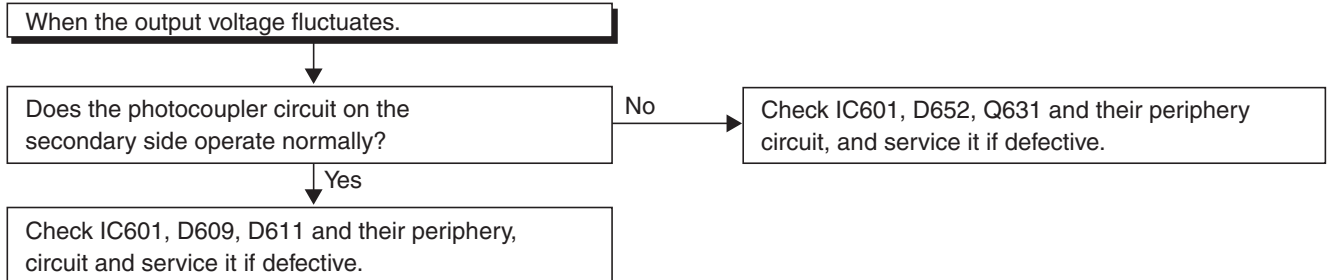 When the output voltage fluctuates.
Does the photocoupler circuit on the
secondary side operate normally?
No
Check IC601, D652, Q631 and their periphery
circuit, and service it if defective.
Yes
Check IC601, D609, D611 and their periphery,
circuit and service it if defective.